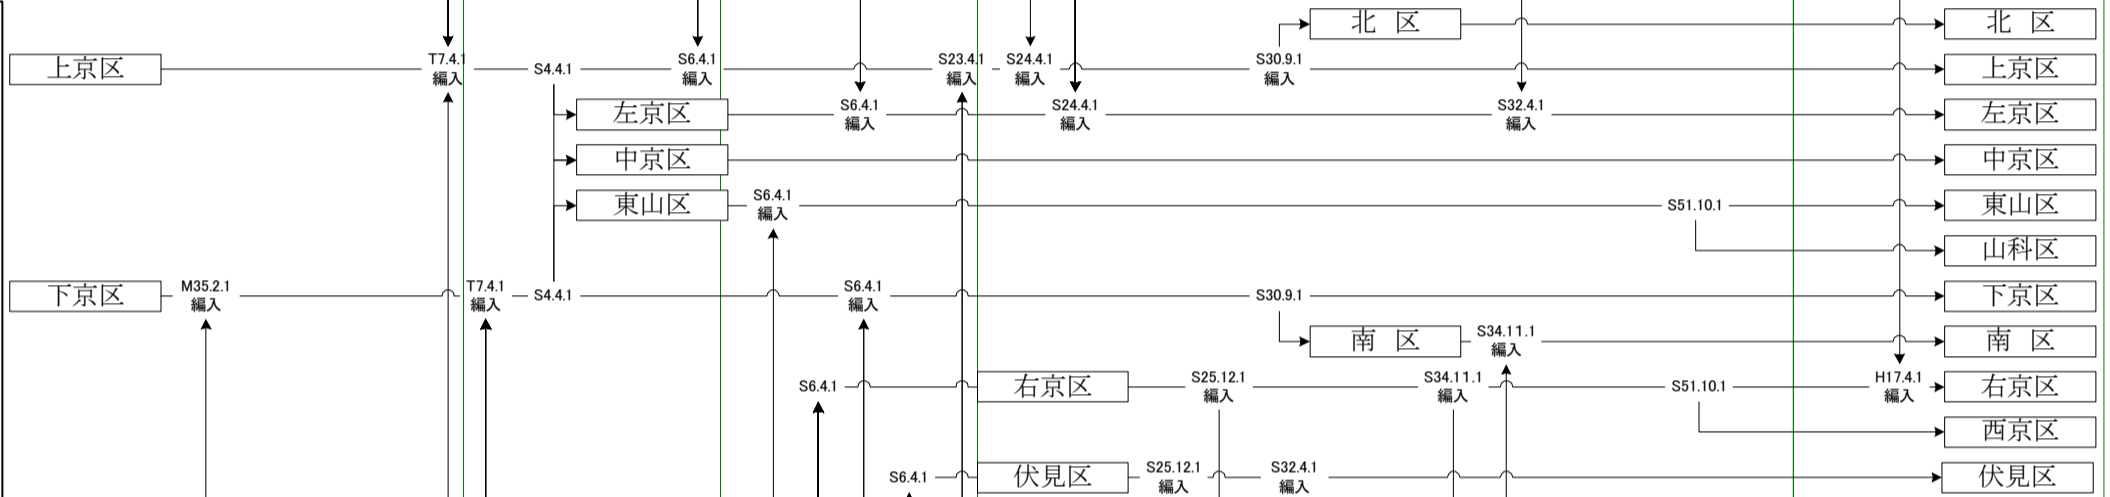 北 区
北 区
上京区
T7.4.1
編入
S4.4.1
S6.4.1
編入
S23.4.1
編入
S24.4.1
編入
S30.9.1
編入
上京区
左京区
S6.4.1
編入
S24.4.1
編入
S32.4.1
編入
左京区
中京区
中京区
東山区
S6.4.1
編入
S51.10.1
東山区
山科区
下京区
M35.2.1
編入
T7.4.1
編入
S4.4.1
S6.4.1
編入
S30.9.1
下京区
南 区
S34.11.1
編入
南 区
S6.4.1
右京区
S25.12.1
編入
S34.11.1
編入
S51.10.1
H17.4.1
編入
右京区
西京区
S6.4.1
伏見区
S25.12.1
編入
S32.4.1
編入
伏見区